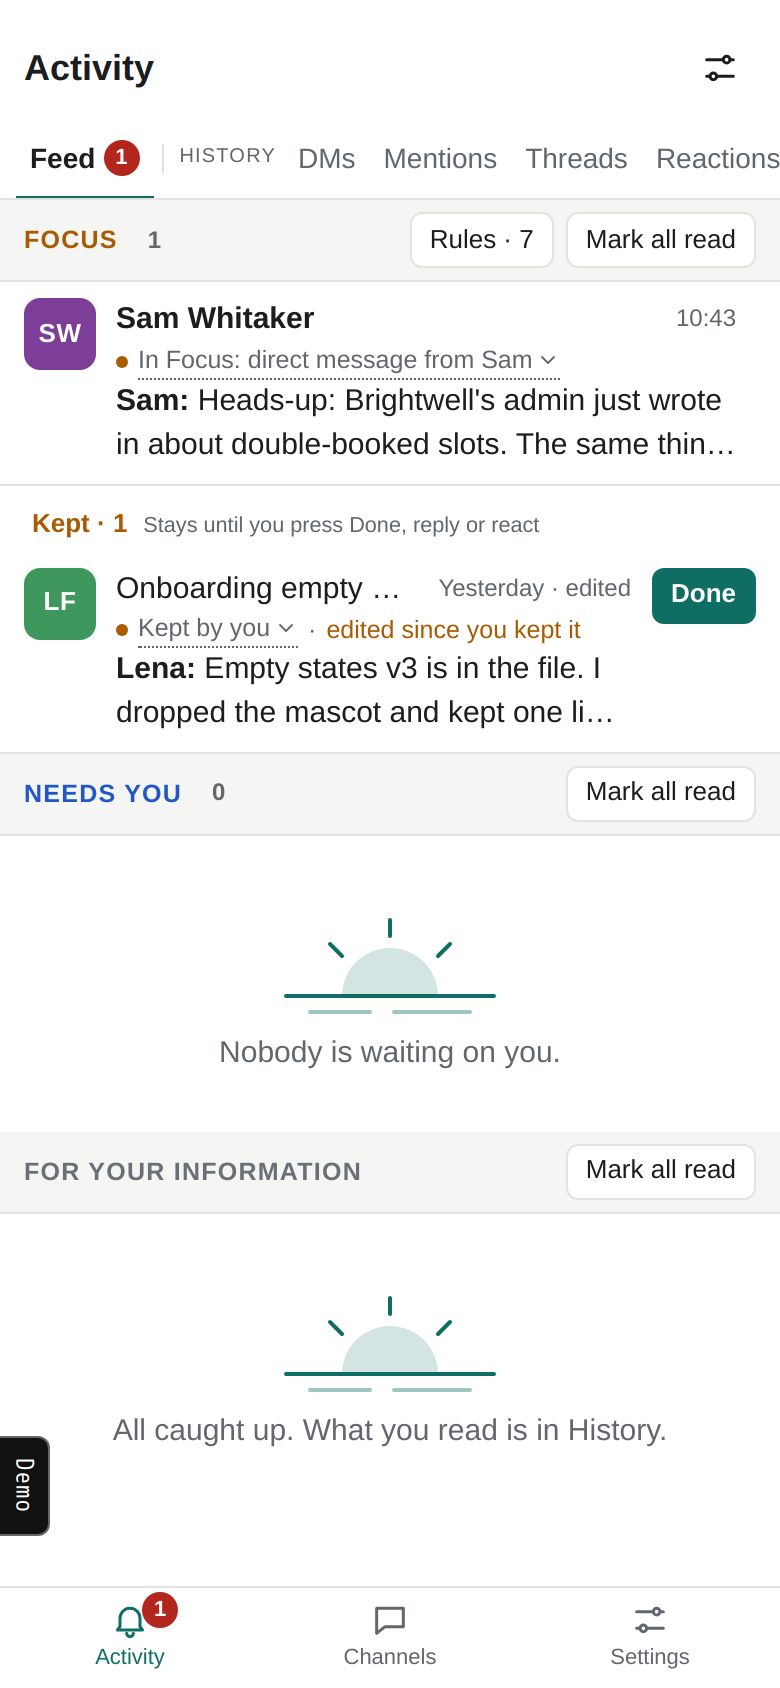 Activity
Feed 1 HISTORY DMs Mentions Threads Reactions
FOCUS 1 Rules · 7 Mark all read
SW Sam Whitaker 10:43
In Focus: direct message from Sam
Sam: Heads-up: Brightwell's admin just wrote
in about double-booked slots. The same thin…
Kept · 1 Stays until you press Done, reply or react
LF Onboarding empty … Yesterday · edited Done
Kept by you · edited since you kept it
Lena: Empty states v3 is in the file. I
dropped the mascot and kept one li…
NEEDS YOU 0 Mark all read
Nobody is waiting on you.
FOR YOUR INFORMATION Mark all read
All caught up. What you read is in History.
Demo
1
Activity Channels Settings